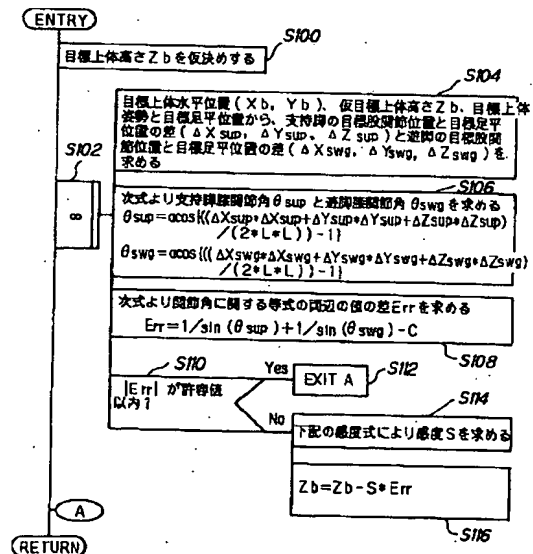 ENTRY
S100
目標上体高さZbを仮決めする
S104
目標上体水平位置(Xb, Yb)、仮目標上体高さZb、目標上体
姿勢と目標足平位置から、支持脚の目標股関節位置と目標足平
位置の差(ΔXsup, ΔYsup, ΔZsup)と遊脚の目標股関
節位置と目標足平位置の差(ΔXswg, ΔYswg, ΔZswg)を
求める
S102
∞
S106
次式より支持脚膝関節角θsupと遊脚膝関節角θswgを求める
θsup=acos{((ΔXsup*ΔXsup+ΔYsup*ΔYsup+ΔZsup*ΔZsup)
/(2*L*L))-1}
θswg=acos{((ΔXswg*ΔXswg+ΔYswg*ΔYswg+ΔZswg*ΔZswg)
/(2*L*L))-1}
次式より関節角に関する等式の両辺の値の差Errを求める
Err=1/sin(θsup)+1/sin(θswg)-C
S108
S110
|Err|が許容値
以内?
Yes
EXIT A
S112
No
S114
下記の感度式により感度Sを求める
Zb=Zb-S*Err
S116
A
RETURN